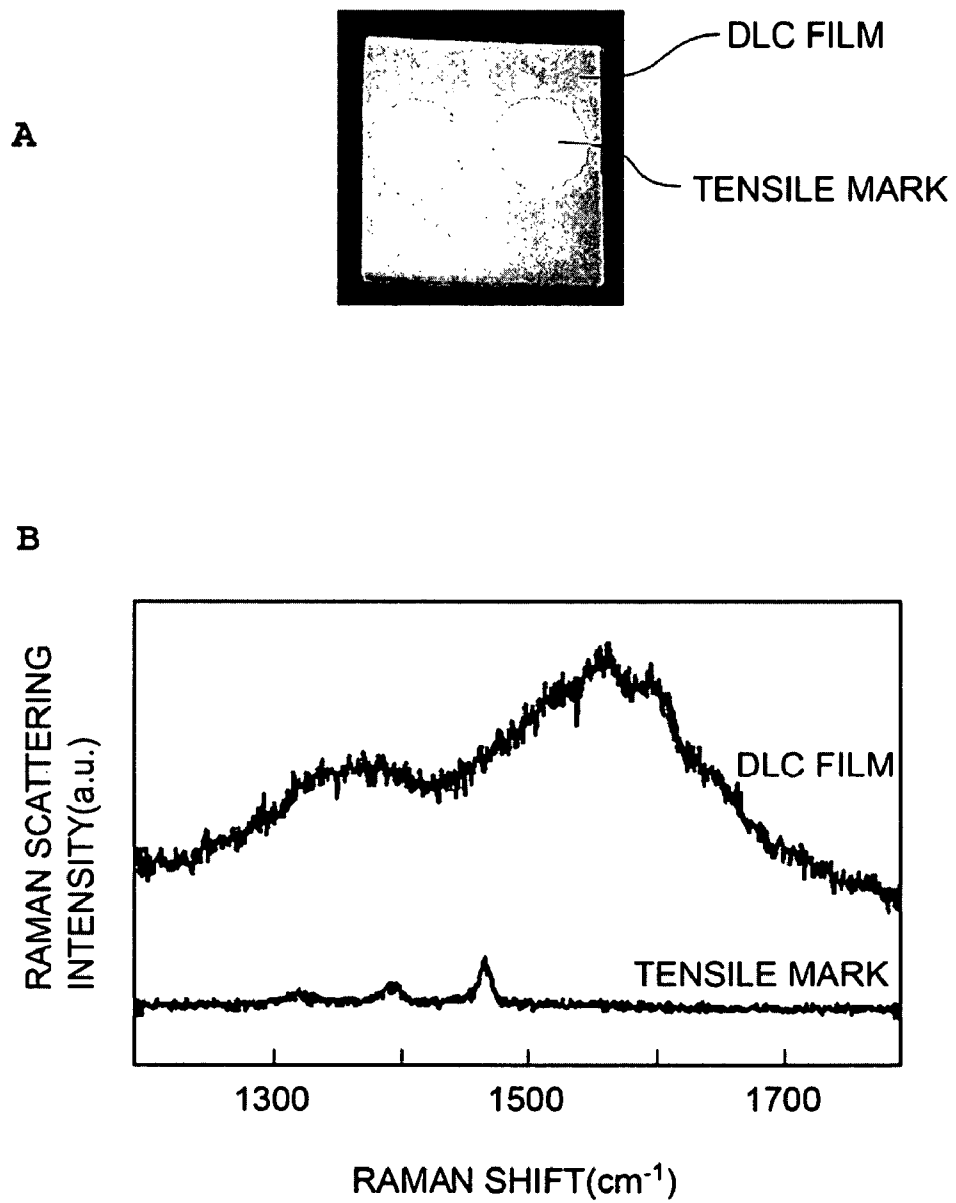 A
DLC FILM
TENSILE MARK
B
RAMAN SCATTERING
INTENSITY(a.u.)
DLC FILM
TENSILE MARK
1300 1500 1700
RAMAN SHIFT(cm⁻¹)